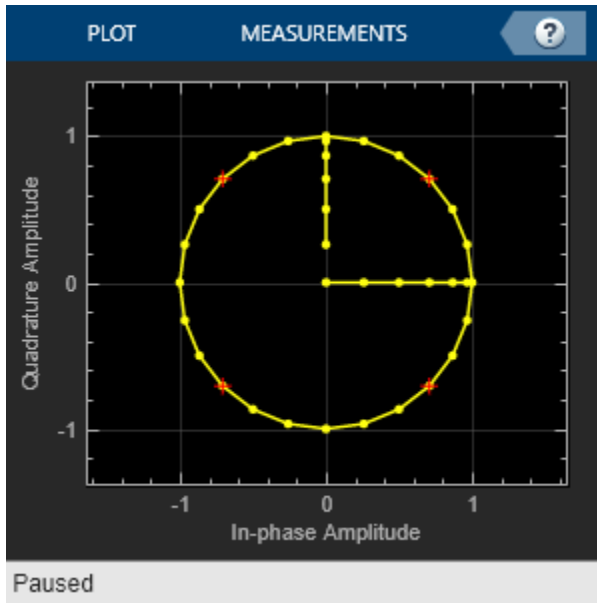 PLOT MEASUREMENTS ?
1
0
-1
Quadrature Amplitude
-1 0 1
In-phase Amplitude
Paused